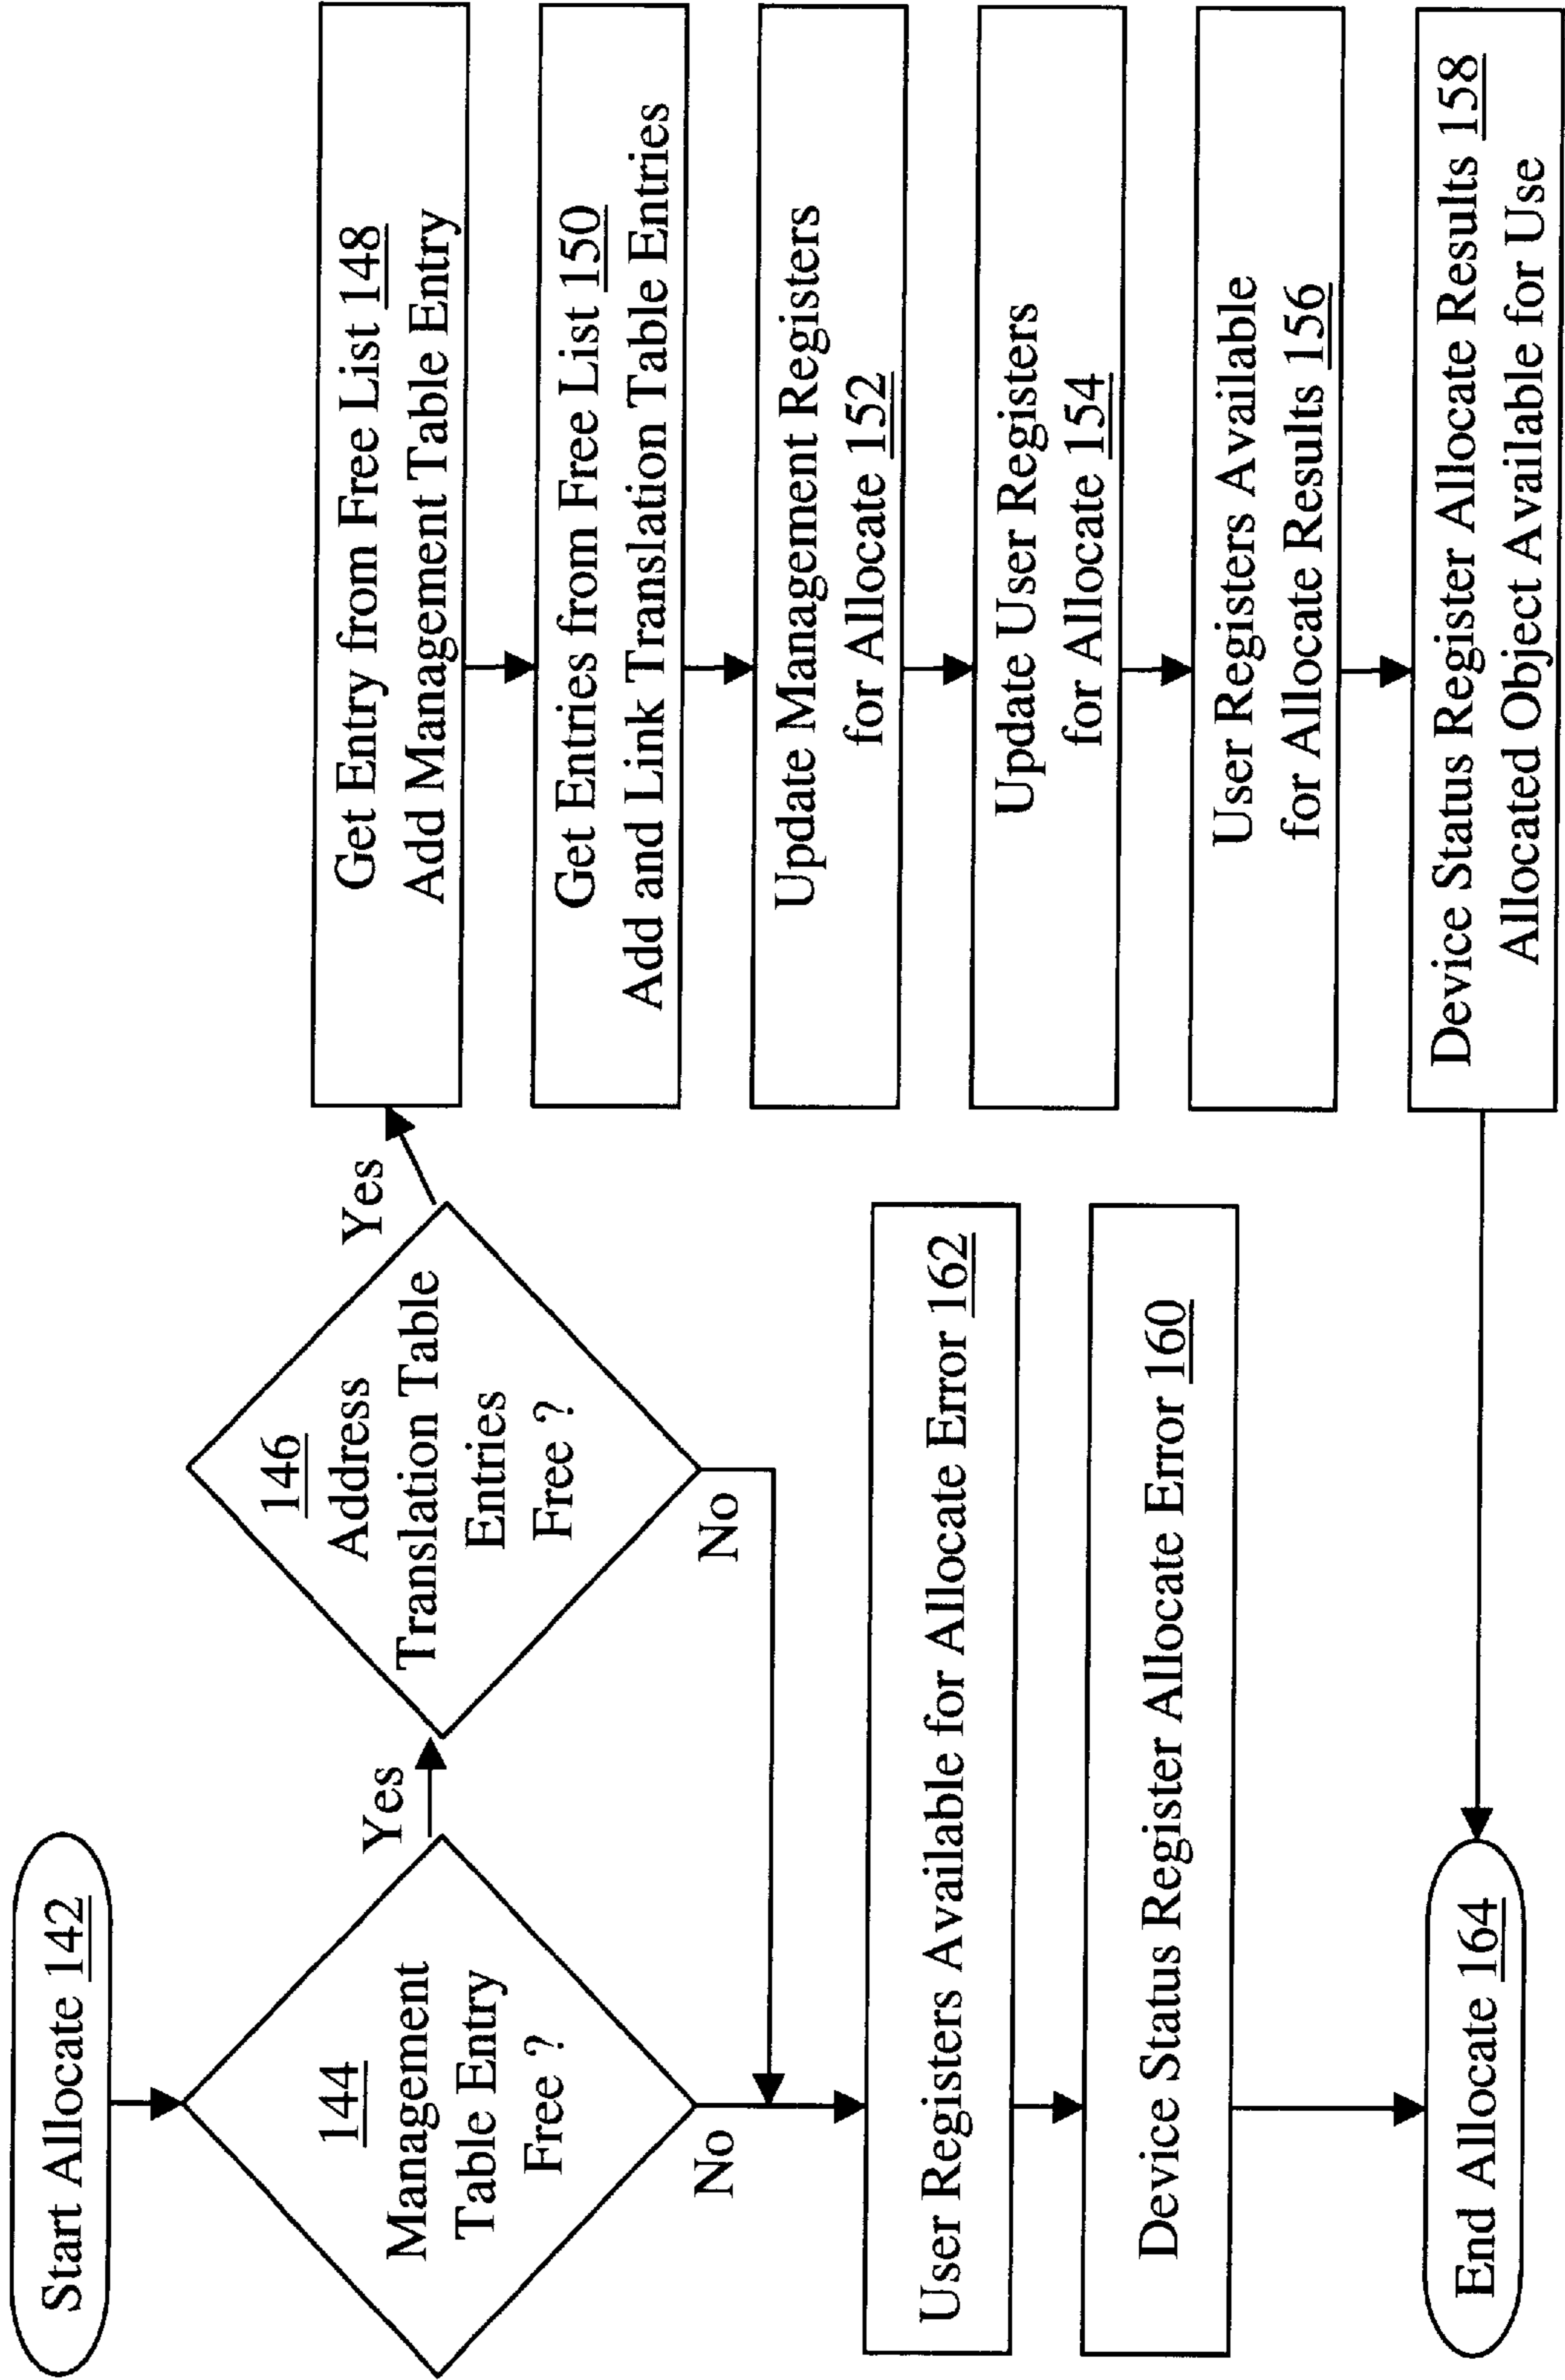 Start Allocate 142
144
Management
Table Entry
Free ?
Yes
No
146
Address
Translation Table
Entries
Free ?
Yes
No
Get Entry from Free List 148
Add Management Table Entry
Get Entries from Free List 150
Add and Link Translation Table Entries
Update Management Registers
for Allocate 152
Update User Registers
for Allocate 154
User Registers Available
for Allocate Results 156
Device Status Register Allocate Results 158
Allocated Object Available for Use
User Registers Available for Allocate Error 162
Device Status Register Allocate Error 160
End Allocate 164